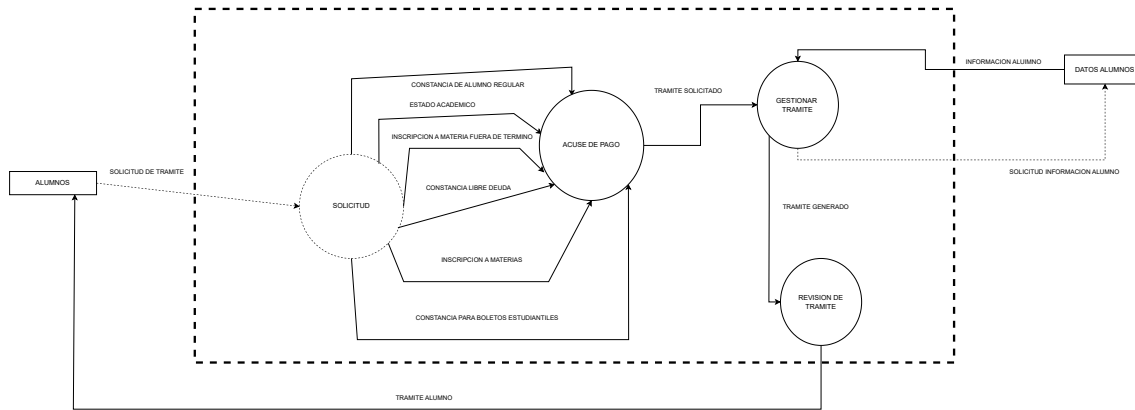 INFORMACION ALUIMNO
DATOS ALUMNOS
CONSTANCIA DE ALUMNO REGULAR
TRAMITE SOLICITADO
GESTIONAR
TRAMITE
ESTADO ACADEMICO
INSCRIPCION A MATERIA FUERA DE TERMINO
ACUSE DE PAGO
SOLICITUD DE TRAMITE
SOLICITUD INFORMACION ALUMNO
ALUMNOS
CONSTANCIA LIBRE DEUDA
SOLICITUD
TRAMITE GENERADO
INSCRIPCION A MATERIAS
REVISION DE
TRAMITE
CONSTANCIA PARA BOLETOS ESTUDIANTILES
TRAMITE ALUMNO